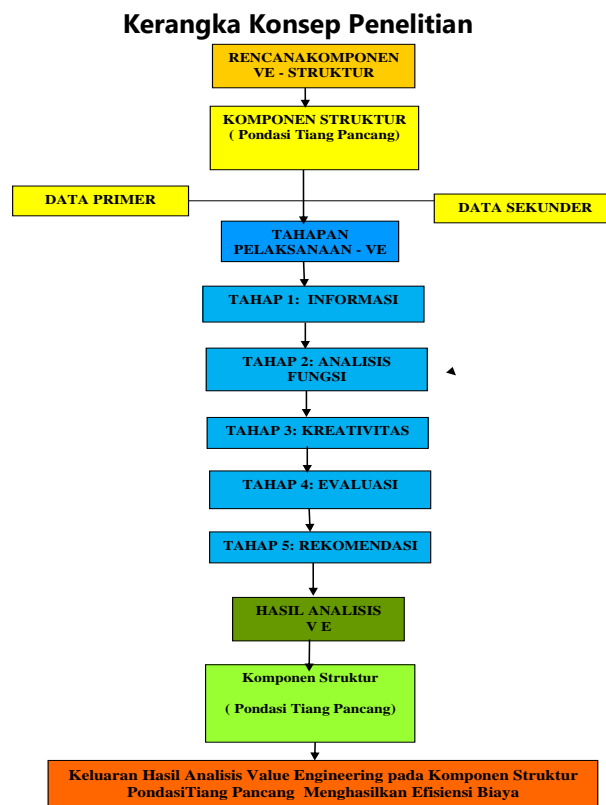 Kerangka Konsep Penelitian
RENCANAKOMPONEN
VE - STRUKTUR
KOMPONEN STRUKTUR
( Pondasi Tiang Pancang)
DATA PRIMER
DATA SEKUNDER
TAHAPAN
PELAKSANAAN - VE
TAHAP 1: INFORMASI
TAHAP 2: ANALISIS
FUNGSI
TAHAP 3: KREATIVITAS
TAHAP 4: EVALUASI
TAHAP 5: REKOMENDASI
HASIL ANALISIS
V E
Komponen Struktur
( Pondasi Tiang Pancang)
Keluaran Hasil Analisis Value Engineering pada Komponen Struktur
PondasiTiang Pancang Menghasilkan Efisiensi Biaya